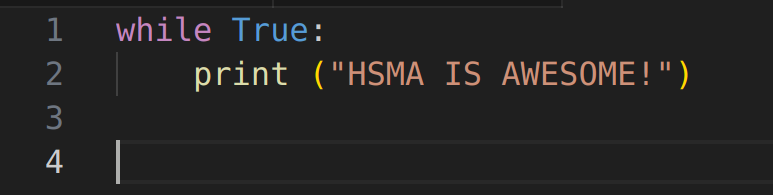 1 while True:
2     print ("HSMA IS AWESOME!")
3
4